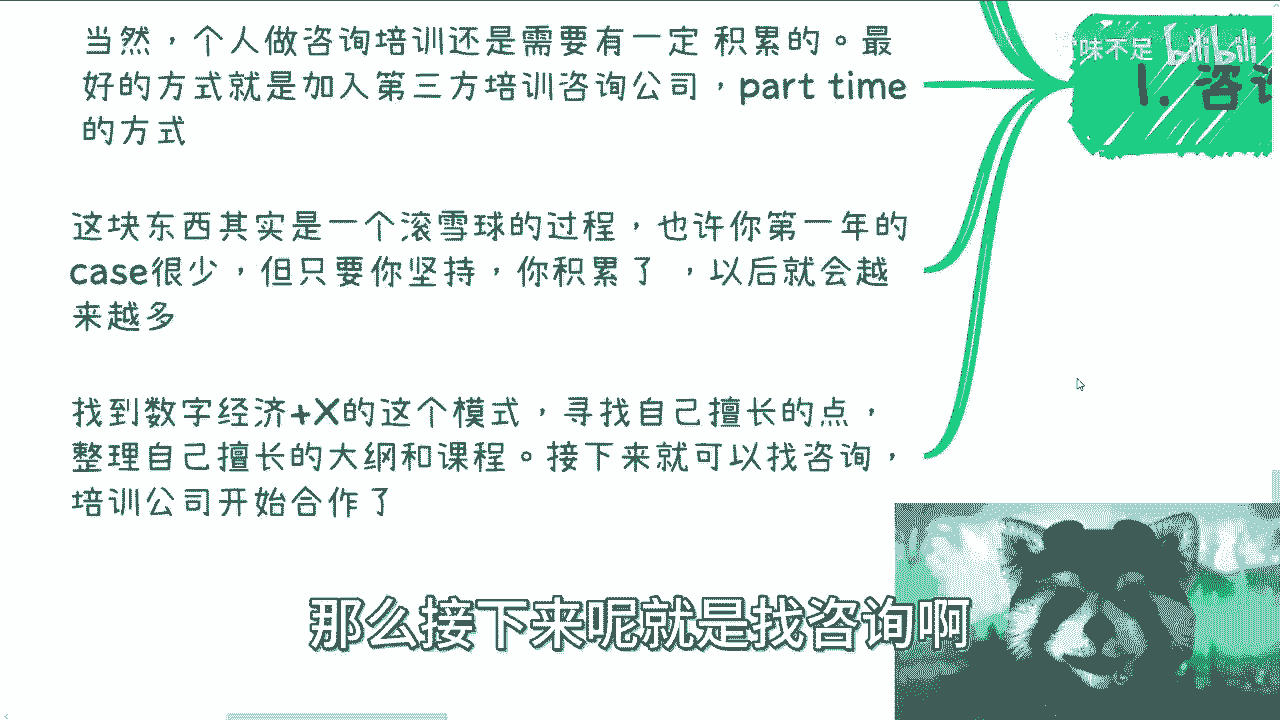 当然，个人做咨询培训还是需要有一定 积累的。最
好的方式就是加入第三方培训咨询公司，part time
的方式
这块东西其实是一个滚雪球的过程，也许你第一年的
case很少，但只要你坚持，你积累了 ，以后就会越
来越多
找到数字经济+X的这个模式，寻找自己擅长的点，
整理自己擅长的大纲和课程。接下来就可以找咨询，
培训公司开始合作了
味不足 bilibili
1. 咨
那么接下来呢就是找咨询啊